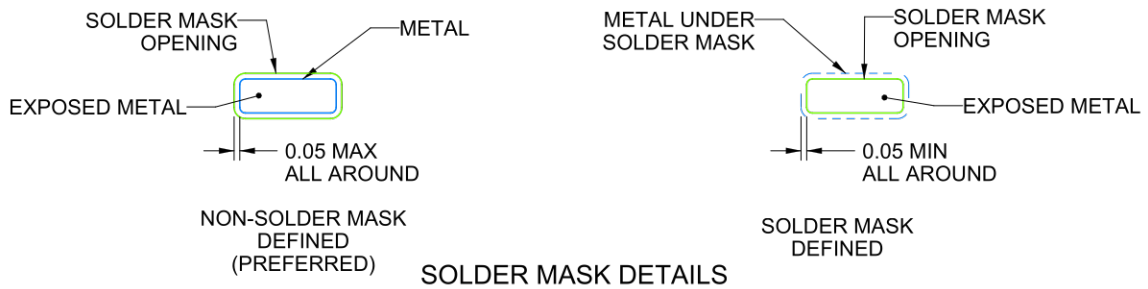 SOLDER MASK
OPENING
METAL
EXPOSED METAL
0.05 MAX
ALL AROUND
NON-SOLDER MASK
DEFINED
(PREFERRED)
METAL UNDER
SOLDER MASK
SOLDER MASK
OPENING
EXPOSED METAL
0.05 MIN
ALL AROUND
SOLDER MASK
DEFINED
SOLDER MASK DETAILS